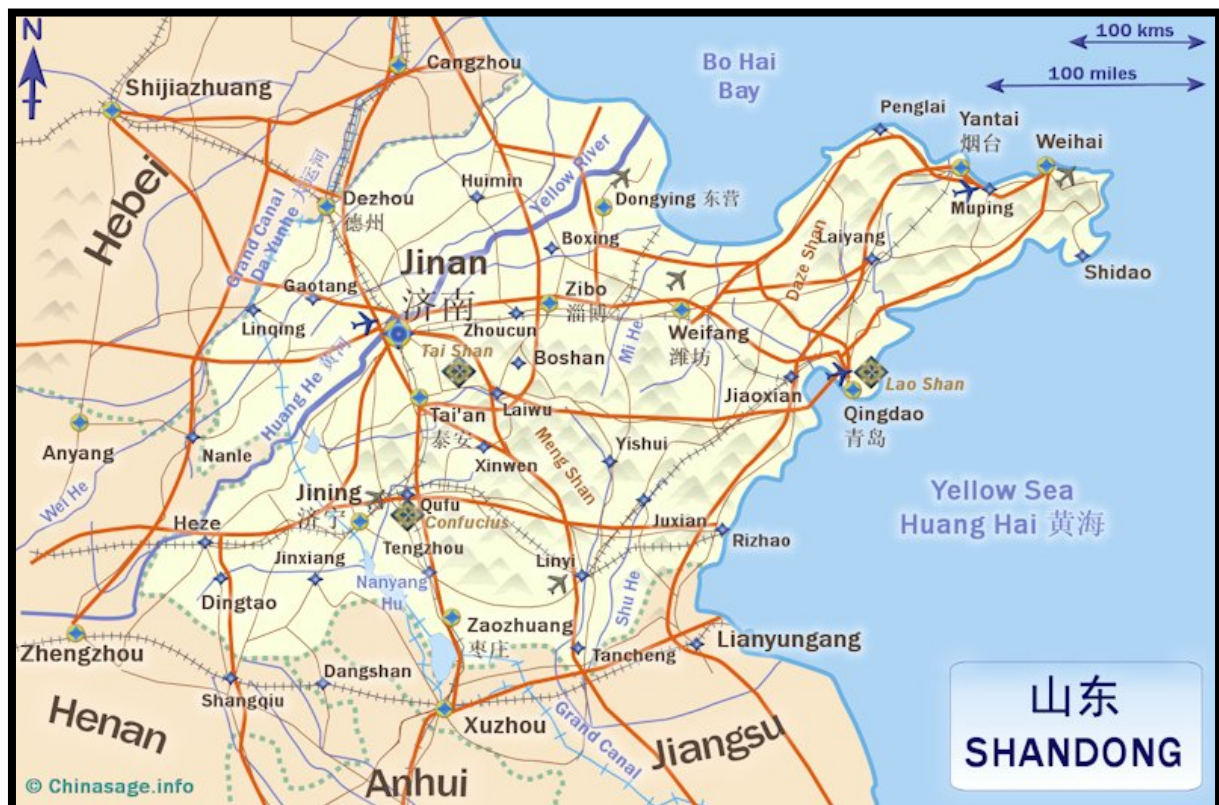 N
100 kms
100 miles
Bo Hai
Bay
Cangzhou
Shijiazhuang
Penglai
Yantai
烟台
Weihai
Hebei
Grand Canal
Da Yunhe 大运河
Dezhou
德州
Huimin
Yellow River
Dongying 东营
Muping
Boxing
Laiyang
Daze Shan
Shidao
Jinan
济南
Gaotang
Linqing
Zibo
淄博
Zhoucun
Mi He
Weifang
潍坊
Tai Shan
Boshan
Huang He 黄河
Jiaoxian
Lao Shan
Qingdao
青岛
Tai'an
泰安
Laiwu
Anyang
Nanle
Wei He
Xinwen
Meng Shan
Yishui
Yellow Sea
Huang Hai 黄海
Jining
济宁
Qufu
Confucius
Juxian
Rizhao
Heze
Jinxiang
Tengzhou
Linyi
Nanyang
Hu
Dingtao
Shu He
Zaozhuang
枣庄
Zhengzhou
Tancheng
Lianyungang
Shangqiu
Dangshan
Xuzhou
Grand Canal
Henan
Anhui
Jiangsu
山东
SHANDONG
© Chinasage.info